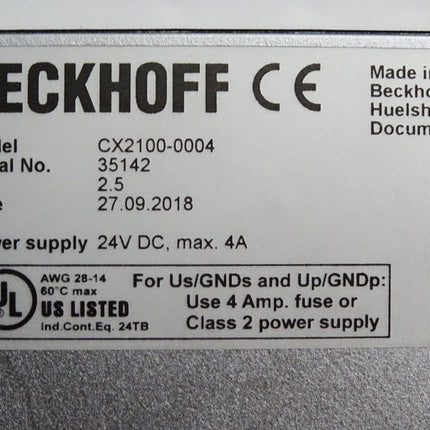 ECKHOFF CE
Made in
Beckho
Huelsh
Docum
del CX2100-0004
al No. 35142
2.5
e 27.09.2018
er supply 24V DC, max. 4A
UL
AWG 28-14
60°C max
US LISTED
Ind.Cont.Eq. 24TB
For Us/GNDs and Up/GNDp:
Use 4 Amp. fuse or
Class 2 power supply